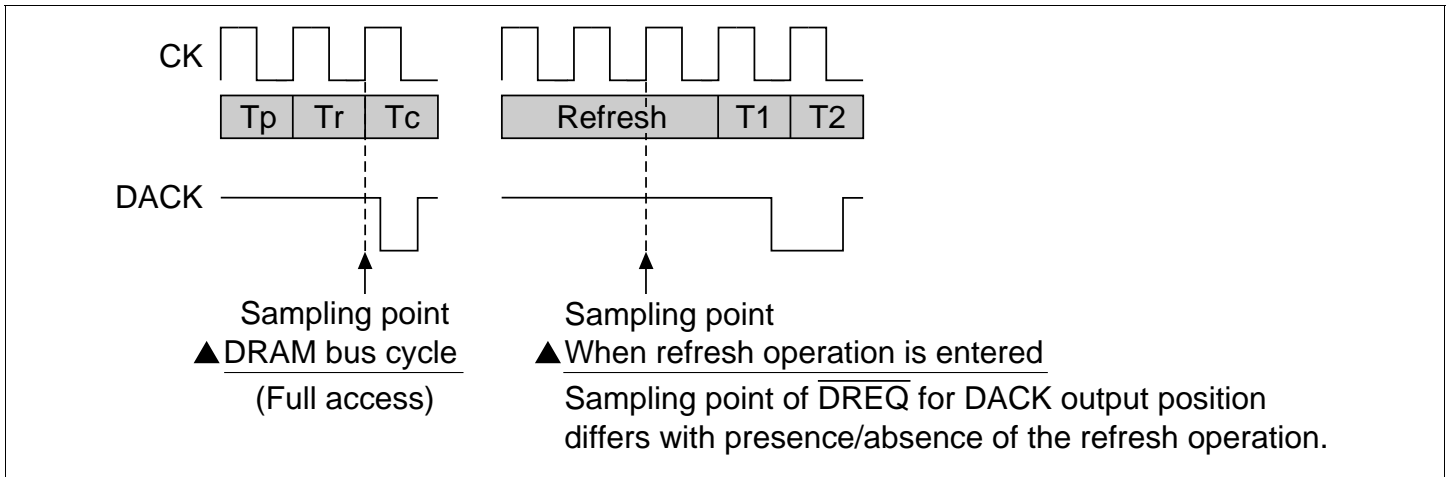 CK
Tp Tr Tc Refresh T1 T2
DACK
Sampling point
▲DRAM bus cycle
(Full access)
Sampling point
▲When refresh operation is entered
Sampling point of D̅R̅E̅Q̅ for DACK output position
differs with presence/absence of the refresh operation.